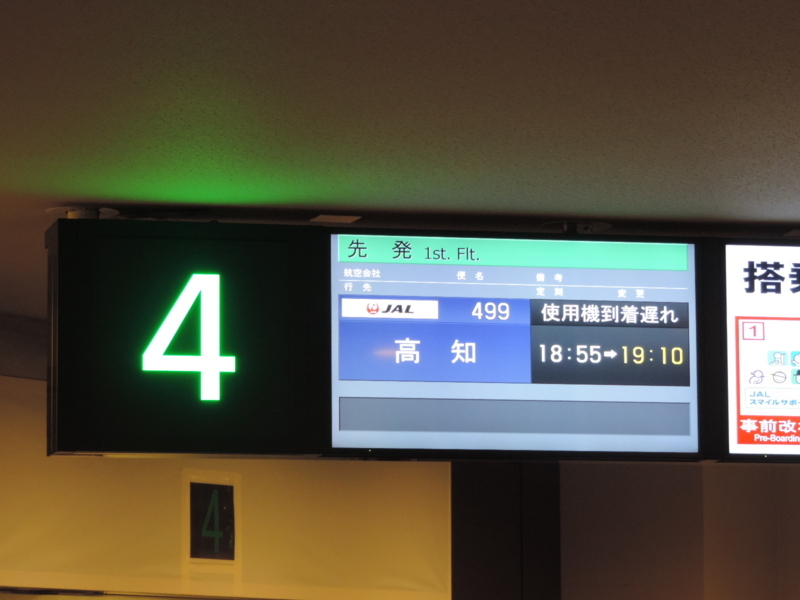 4
先 発 1st. Flt.
航空会社 便 名 備 考
行 先 定 刻 変 更
JAL 499 使用機到着遅れ
高 知 18:55➡19:10
搭乗
1
JAL
スマイルサポ
事前改
Pre-Boardin
4